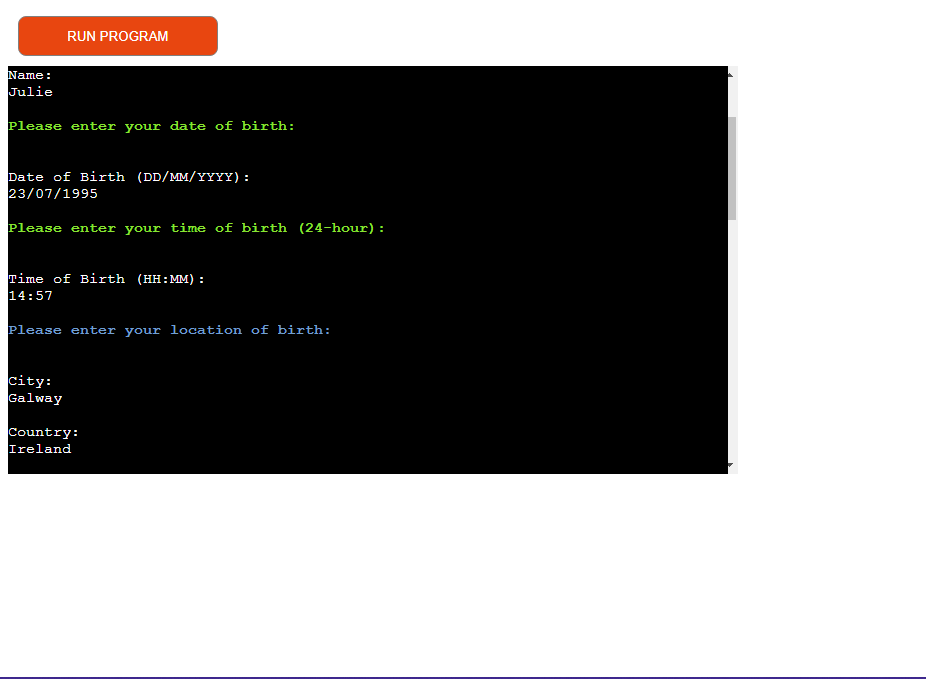 RUN PROGRAM
Name:
Julie
Please enter your date of birth:
Date of Birth (DD/MM/YYYY):
23/07/1995
Please enter your time of birth (24-hour):
Time of Birth (HH:MM):
14:57
Please enter your location of birth:
City:
Galway
Country:
Ireland